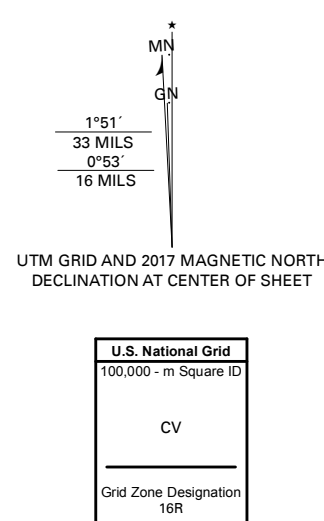 MN
GN
1°51´
33 MILS
0°53´
16 MILS
UTM GRID AND 2017 MAGNETIC NORTH
DECLINATION AT CENTER OF SHEET
U.S. National Grid
100,000 - m Square ID
CV
Grid Zone Designation
16R